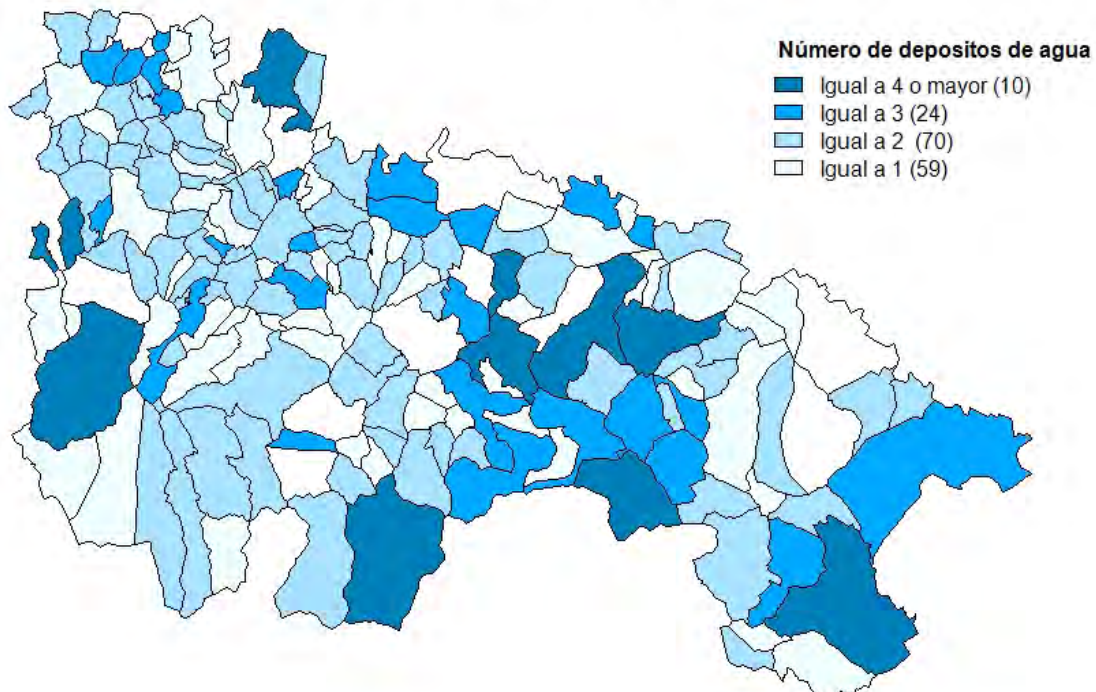 Número de depositos de agua
Igual a 4 o mayor (10)
Igual a 3 (24)
Igual a 2 (70)
Igual a 1 (59)